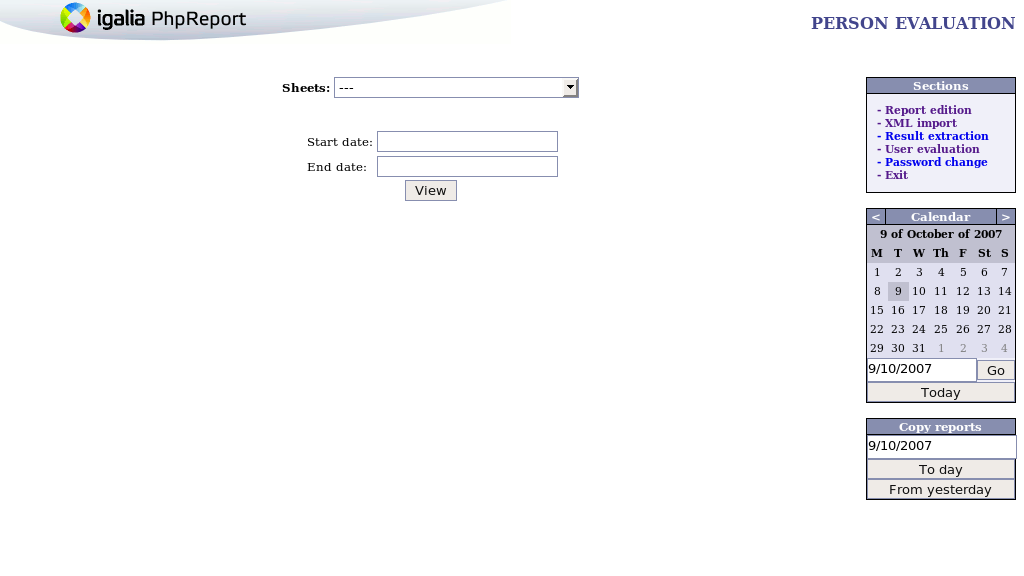 igalia PhpReport
PERSON EVALUATION
Sheets: ---
Start date:
End date:
View
Sections
- Report edition
- XML import
- Result extraction
- User evaluation
- Password change
- Exit
< Calendar >
9 of October of 2007
M T W Th F St S
1 2 3 4 5 6 7
8 9 10 11 12 13 14
15 16 17 18 19 20 21
22 23 24 25 26 27 28
29 30 31 1 2 3 4
9/10/2007 Go
Today
Copy reports
9/10/2007
To day
From yesterday